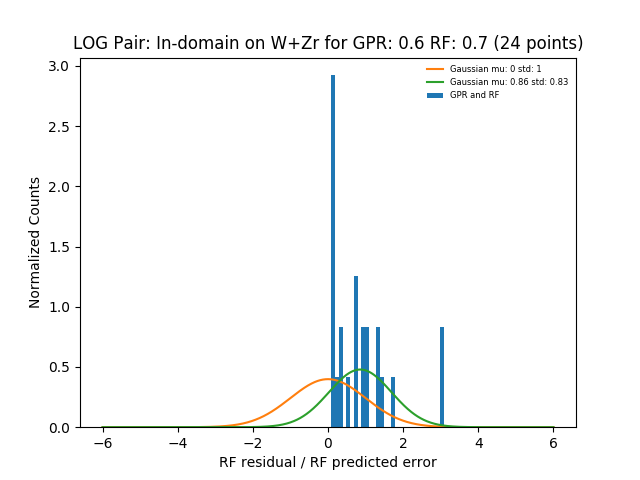 LOG Pair: In-domain on W+Zr for GPR: 0.6 RF: 0.7 (24 points)
Gaussian mu: 0 std: 1
Gaussian mu: 0.86 std: 0.83
GPR and RF
Normalized Counts
3.0
2.5
2.0
1.5
1.0
0.5
0.0
−6 −4 −2 0 2 4 6
RF residual / RF predicted error